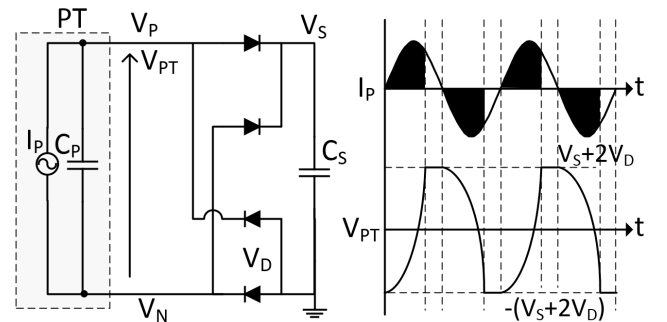 PT
V_P
V_S
V_PT
I_P
C_P
C_S
V_D
V_N
I_P
t
V_S+2V_D
V_PT
t
-(V_S+2V_D)